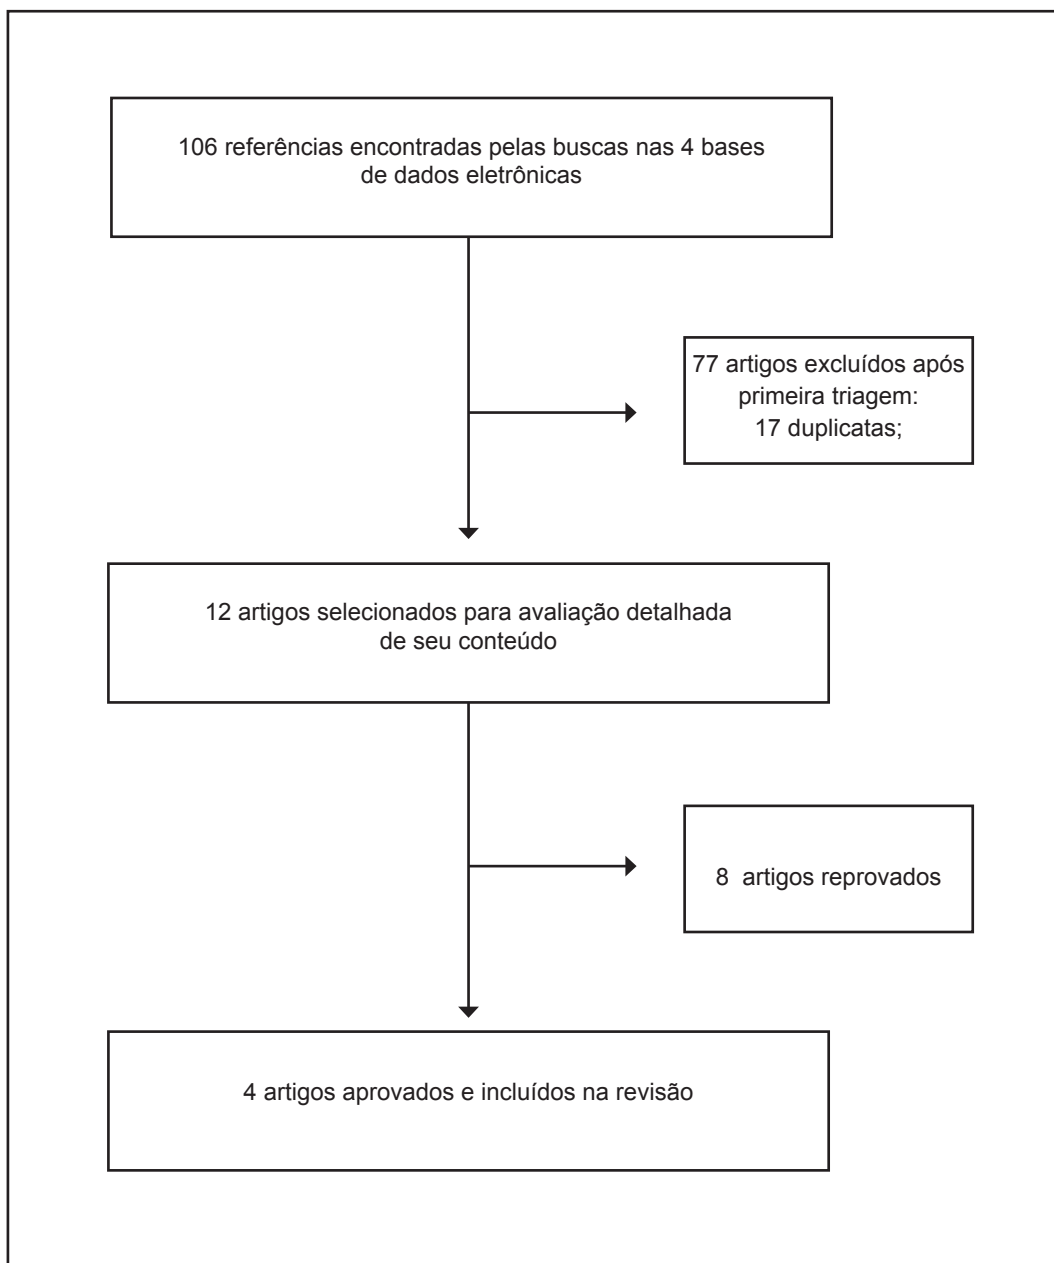 106 referências encontradas pelas buscas nas 4 bases
de dados eletrônicas
77 artigos excluídos após
primeira triagem:
17 duplicatas;
12 artigos selecionados para avaliação detalhada
de seu conteúdo
8 artigos reprovados
4 artigos aprovados e incluídos na revisão